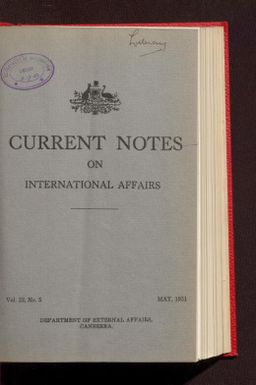 Library
CURRENT NOTES
ON
INTERNATIONAL AFFAIRS
Vol. 22, No. 5
MAY, 1951
DEPARTMENT OF EXTERNAL AFFAIRS,
CANBERRA.